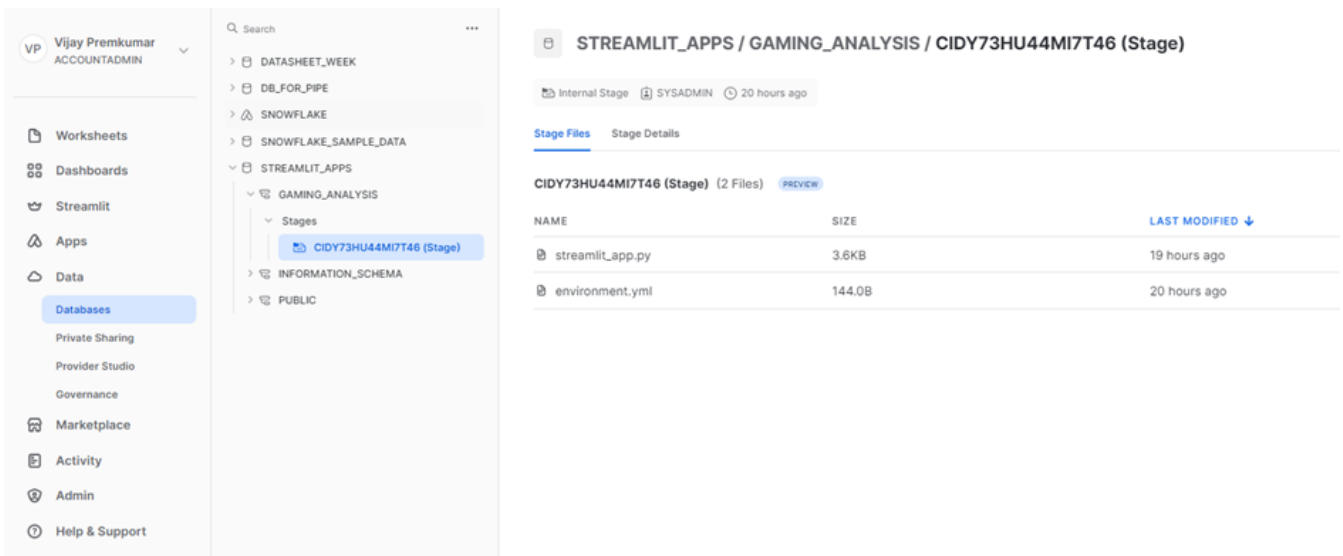 VP
Vijay Premkumar
ACCOUNTADMIN
Worksheets
Dashboards
Streamlit
Apps
Data
Databases
Private Sharing
Provider Studio
Governance
Marketplace
Activity
Admin
Help & Support
Search
DATASHEET_WEEK
DB_FOR_PIPE
SNOWFLAKE
SNOWFLAKE_SAMPLE_DATA
STREAMLIT_APPS
GAMING_ANALYSIS
Stages
CIDY73HU44MI7T46 (Stage)
INFORMATION_SCHEMA
PUBLIC
STREAMLIT_APPS / GAMING_ANALYSIS / CIDY73HU44MI7T46 (Stage)
Internal Stage SYSADMIN 20 hours ago
Stage Files Stage Details
CIDY73HU44MI7T46 (Stage) (2 Files) PREVIEW
NAME SIZE LAST MODIFIED
streamlit_app.py 3.6KB 19 hours ago
environment.yml 144.0B 20 hours ago